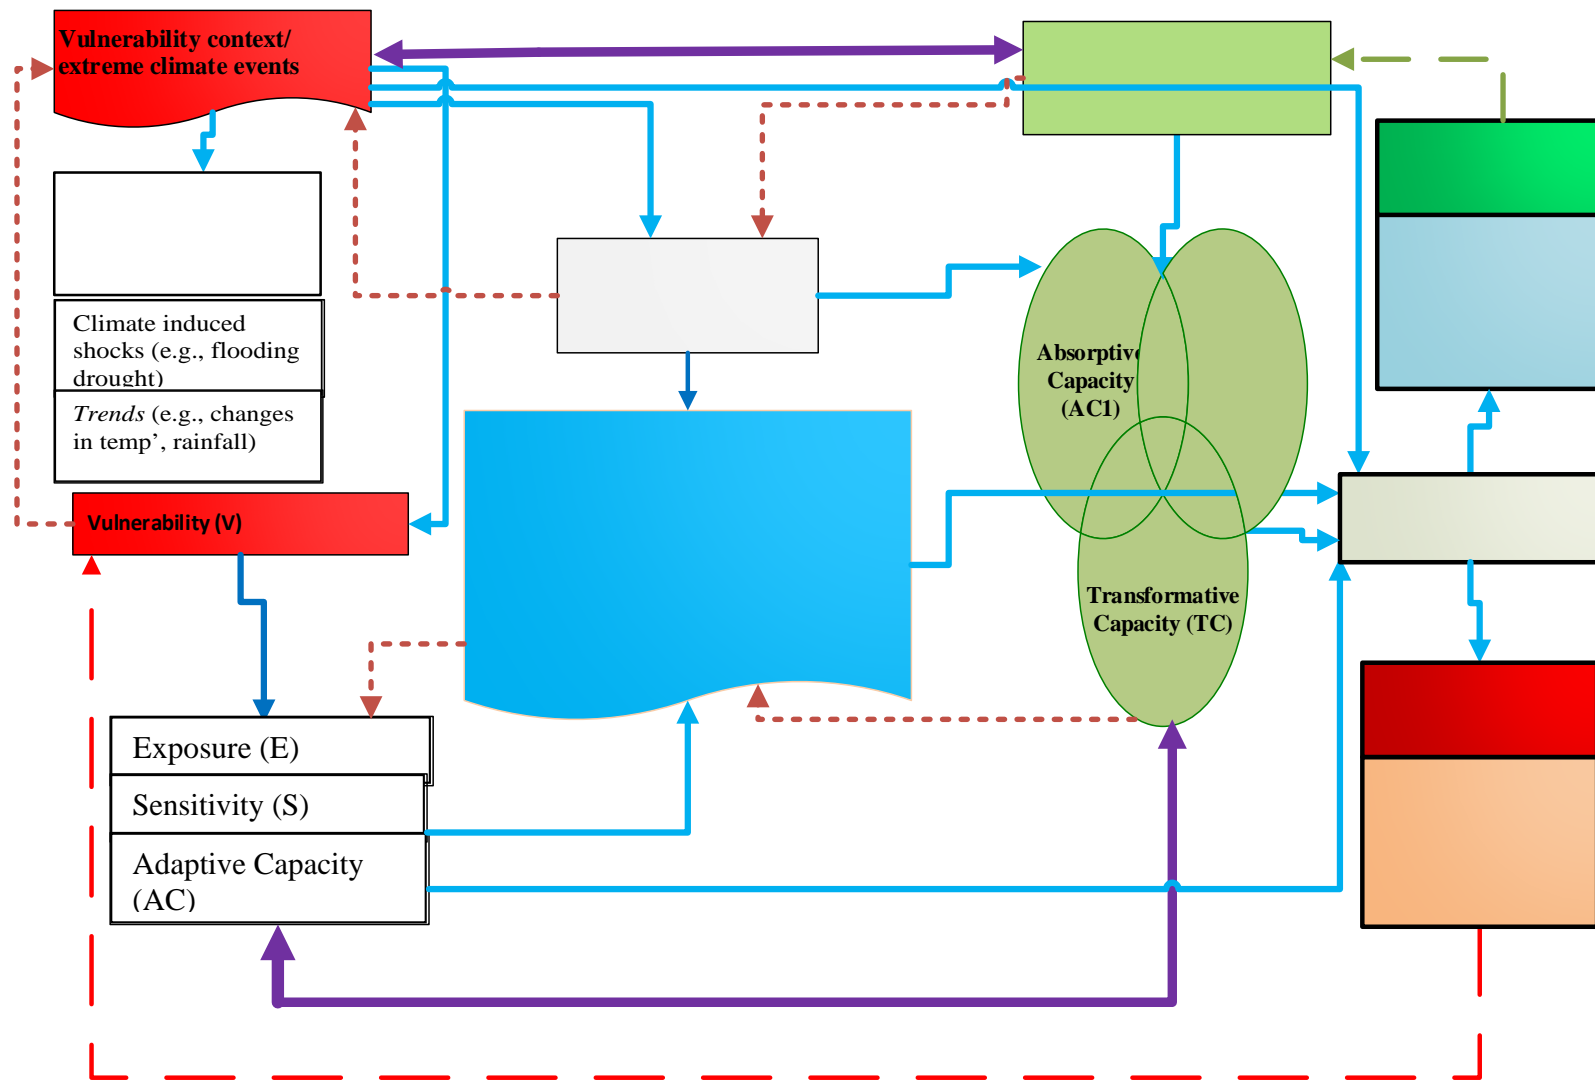 Vulnerability context/
extreme climate events
Climate induced
shocks (e.g., flooding
drought)
Trends (e.g., changes
in temp’, rainfall)
Vulnerability (V)
Absorptive
Capacity
(AC1)
Transformative
Capacity (TC)
Exposure (E)
Sensitivity (S)
Adaptive Capacity
(AC)